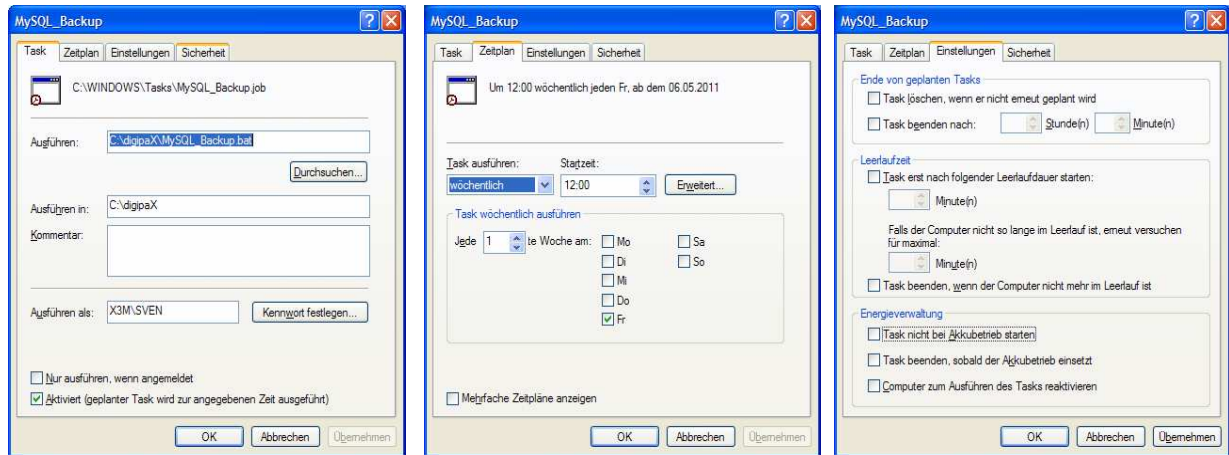 MySQL_Backup
Task Zeitplan Einstellungen Sicherheit
C:\WINDOWS\Tasks\MySQL_Backup.job
Ausführen: C:\digipaX\MySQL_Backup.bat
Durchsuchen...
Ausführen in: C:\digipaX
Kommentar:
Ausführen als: X3M\SVEN Kennwort festlegen...
Nur ausführen, wenn angemeldet
Aktiviert (geplanter Task wird zur angegebenen Zeit ausgeführt)
OK Abbrechen Übernehmen
MySQL_Backup
Task Zeitplan Einstellungen Sicherheit
Um 12:00 wöchentlich jeden Fr, ab dem 06.05.2011
Task ausführen: Startzeit:
wöchentlich 12:00 Erweitert...
Task wöchentlich ausführen
Jede 1 te Woche am: Mo Sa
Di So
Mi
Do
Fr
Mehrfache Zeitpläne anzeigen
OK Abbrechen Übernehmen
MySQL_Backup
Task Zeitplan Einstellungen Sicherheit
Ende von geplanten Tasks
Task löschen, wenn er nicht erneut geplant wird
Task beenden nach: Stunde(n) Minute(n)
Leerlaufzeit
Task erst nach folgender Leerlaufdauer starten:
Minute(n)
Falls der Computer nicht so lange im Leerlauf ist, erneut versuchen
für maximal:
Minute(n)
Task beenden, wenn der Computer nicht mehr im Leerlauf ist
Energieverwaltung
Task nicht bei Akkubetrieb starten
Task beenden, sobald der Akkubetrieb einsetzt
Computer zum Ausführen des Tasks reaktivieren
OK Abbrechen Übernehmen